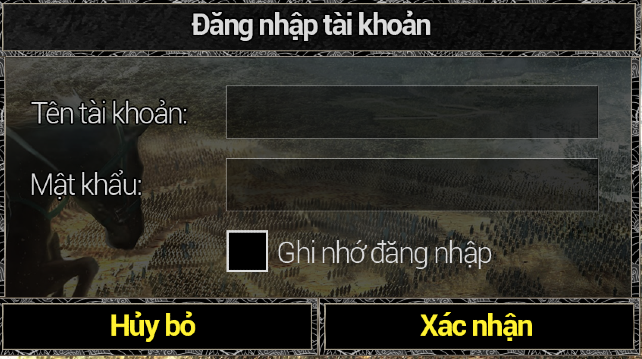 Đăng nhập tài khoản
Tên tài khoản:
Mật khẩu:
Ghi nhớ đăng nhập
Hủy bỏ
Xác nhận